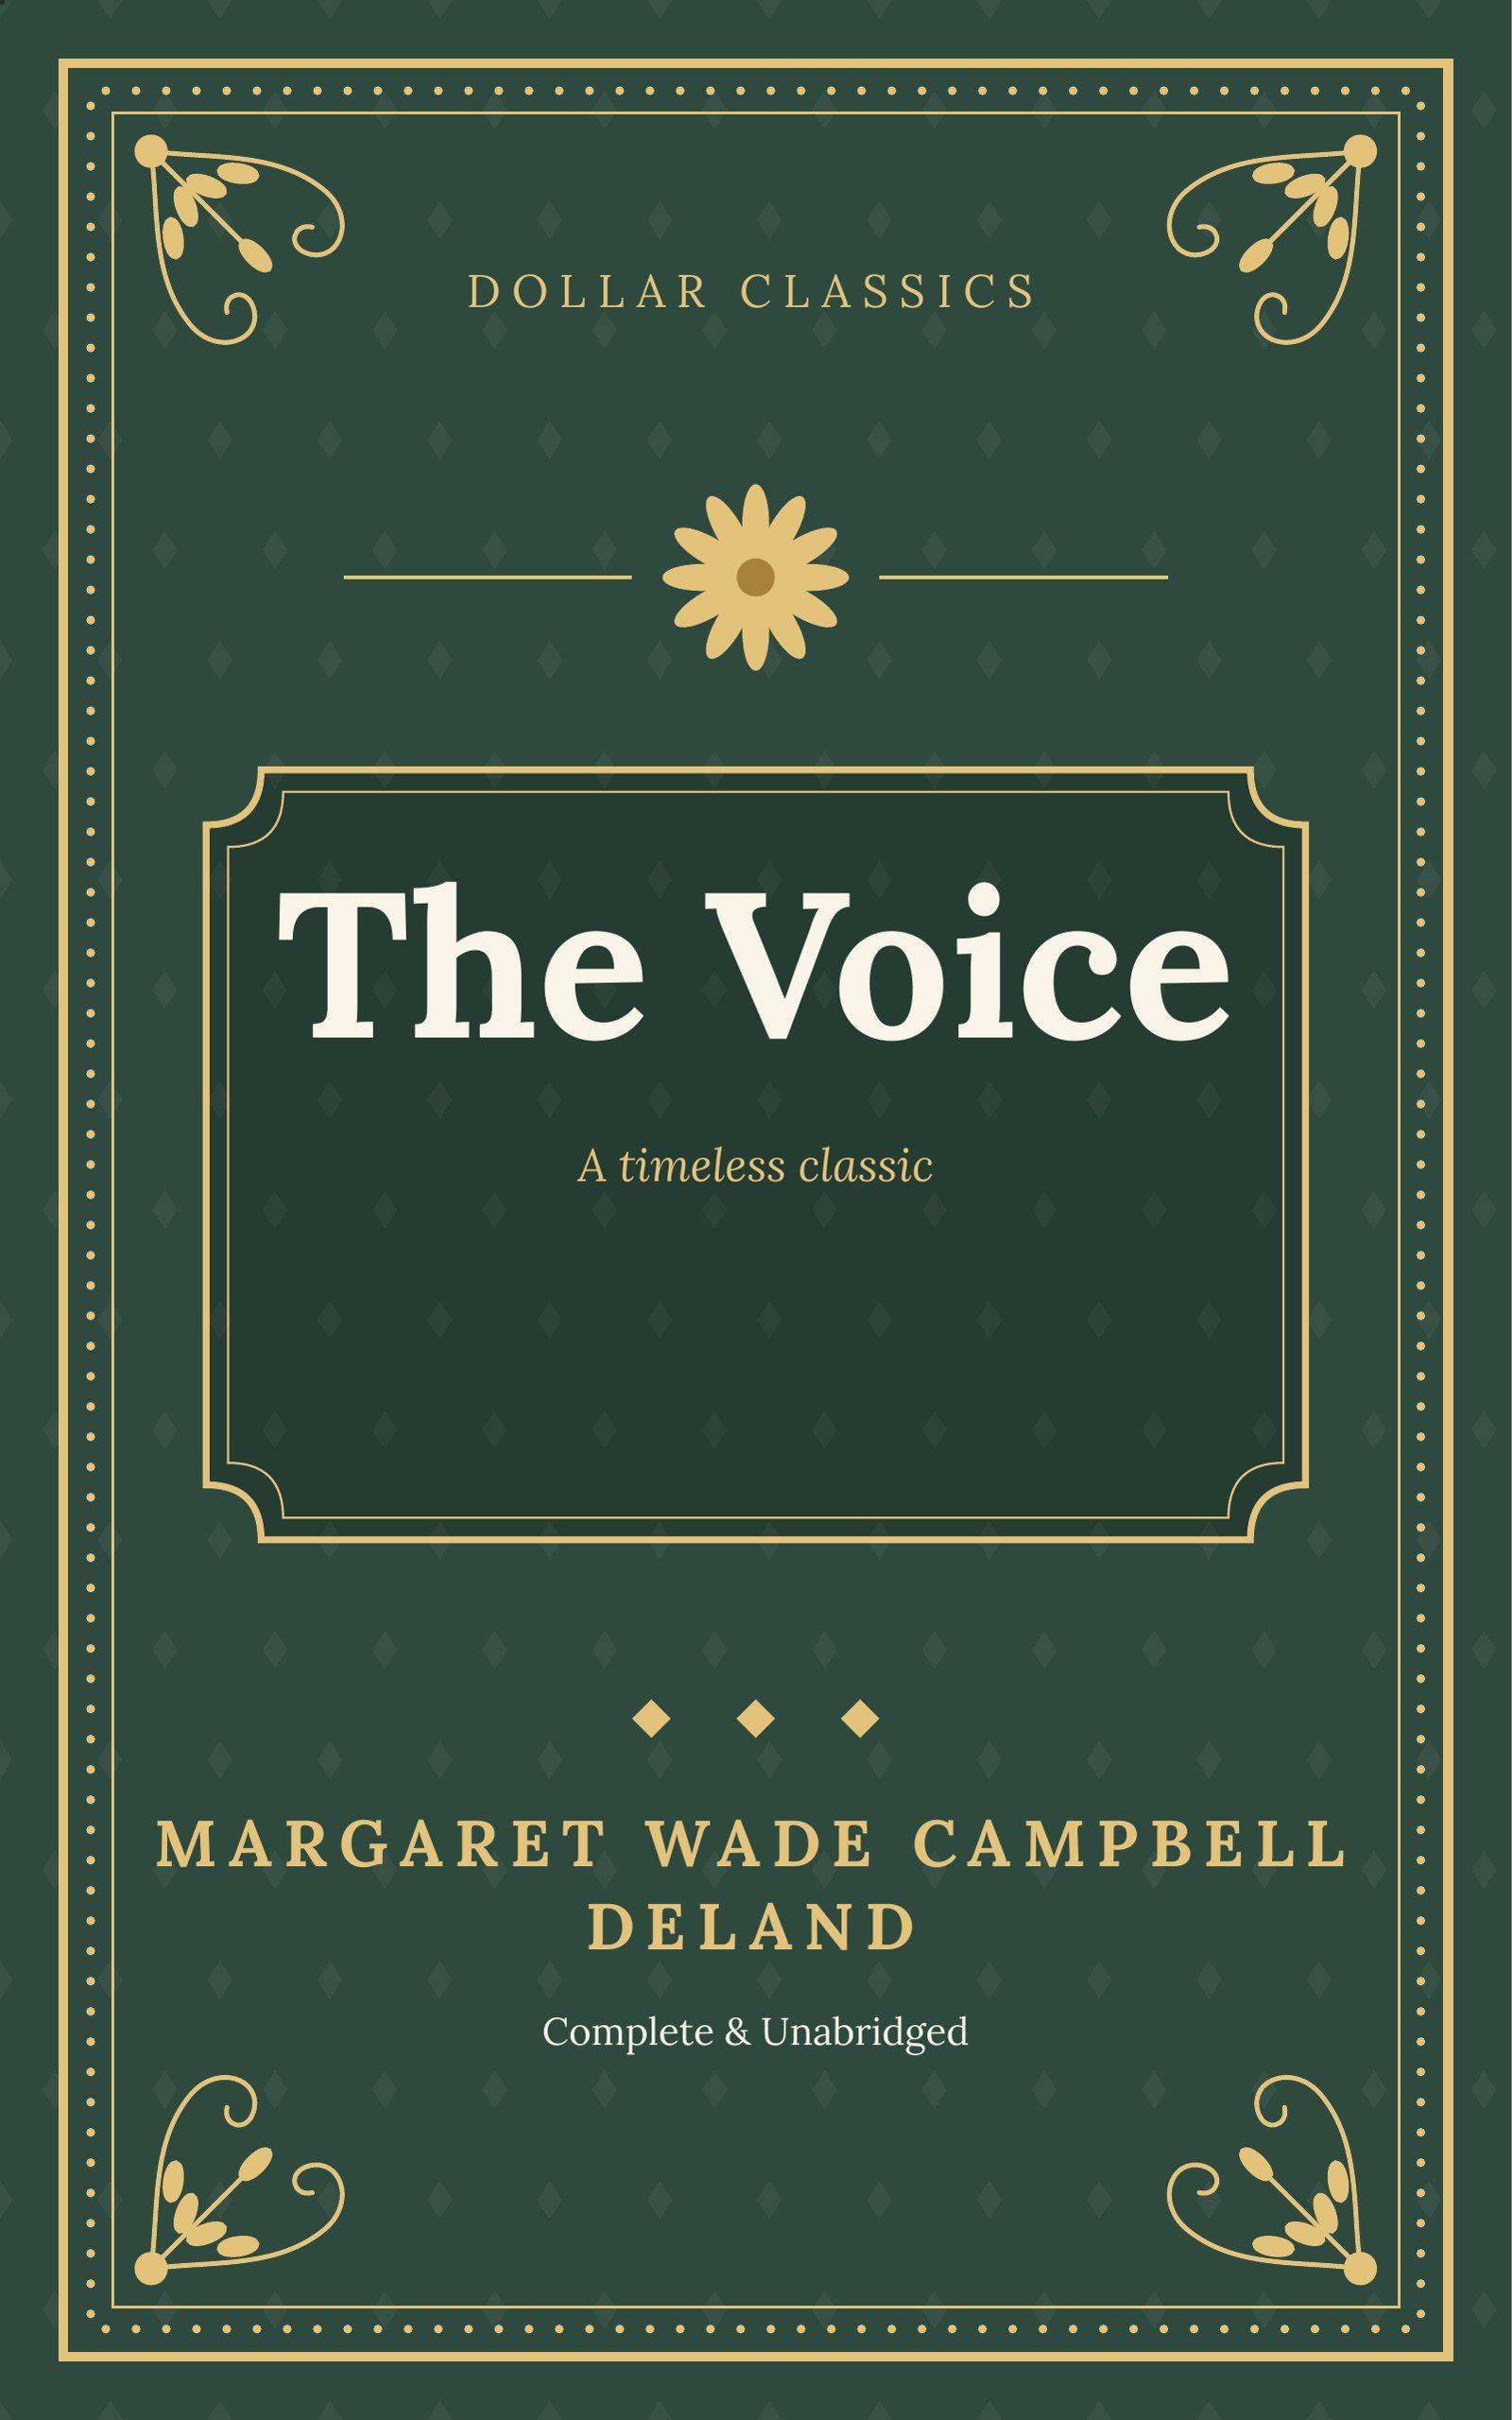 DOLLAR CLASSICS
The Voice
A timeless classic
MARGARET WADE CAMPBELL
DELAND
Complete & Unabridged